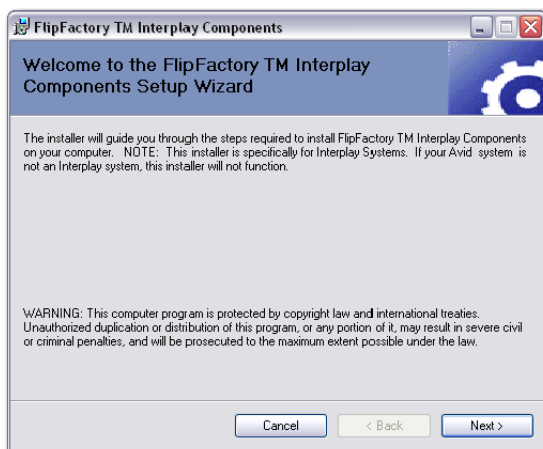 FlipFactory TM Interplay Components
Welcome to the FlipFactory TM Interplay
Components Setup Wizard
The installer will guide you through the steps required to install FlipFactory TM Interplay Components
on your computer.  NOTE:  This installer is specifically for Interplay Systems.  If your Avid  system  is
not an Interplay system, this installer will not function.
WARNING: This computer program is protected by copyright law and international treaties.
Unauthorized duplication or distribution of this program, or any portion of it, may result in severe civil
or criminal penalties, and will be prosecuted to the maximum extent possible under the law.
Cancel
< Back
Next >